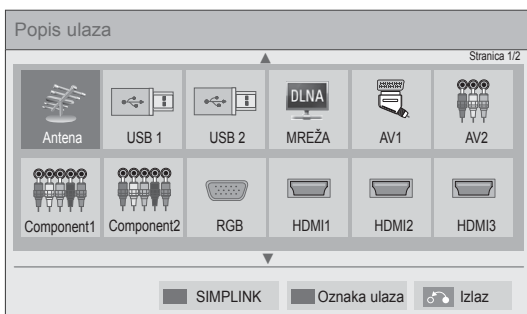 Popis ulaza
Stranica 1/2
DLNA
Antena USB 1 USB 2 MREŽA AV1 AV2
Component1 Component2 RGB HDMI1 HDMI2 HDMI3
SIMPLINK Oznaka ulaza Izlaz